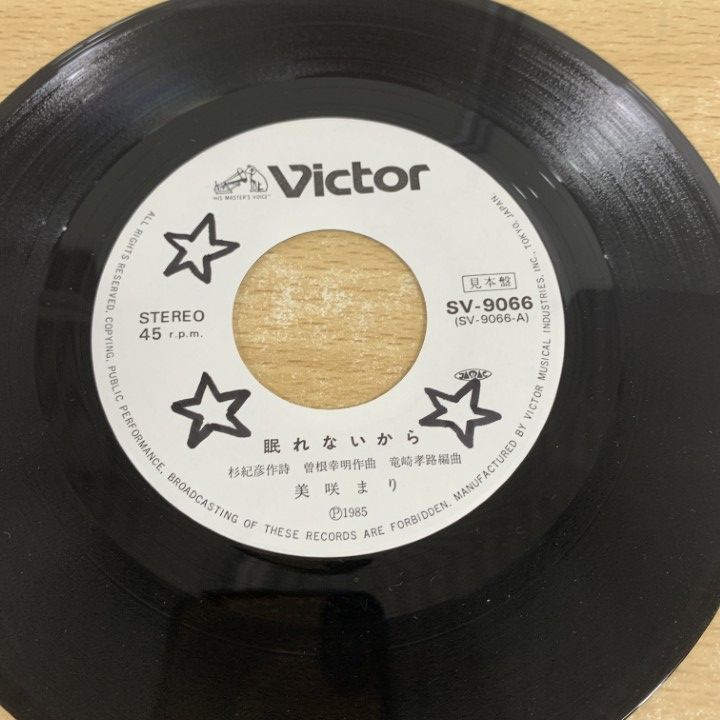 Victor
"HIS MASTER'S VOICE"
見本盤
STEREO
45 r.p.m.
SV-9066
(SV-9066-A)
JASRAC
眠れないから
杉紀彦作詩 曽根幸明作曲 竜崎孝路編曲
美咲まり
Ⓟ1985
ALL RIGHTS RESERVED. COPYING, PUBLIC PERFORMANCE, BROADCASTING OF THESE RECORDS ARE FORBIDDEN. MANUFACTURED BY VICTOR MUSICAL INDUSTRIES, INC., TOKYO, JAPAN.